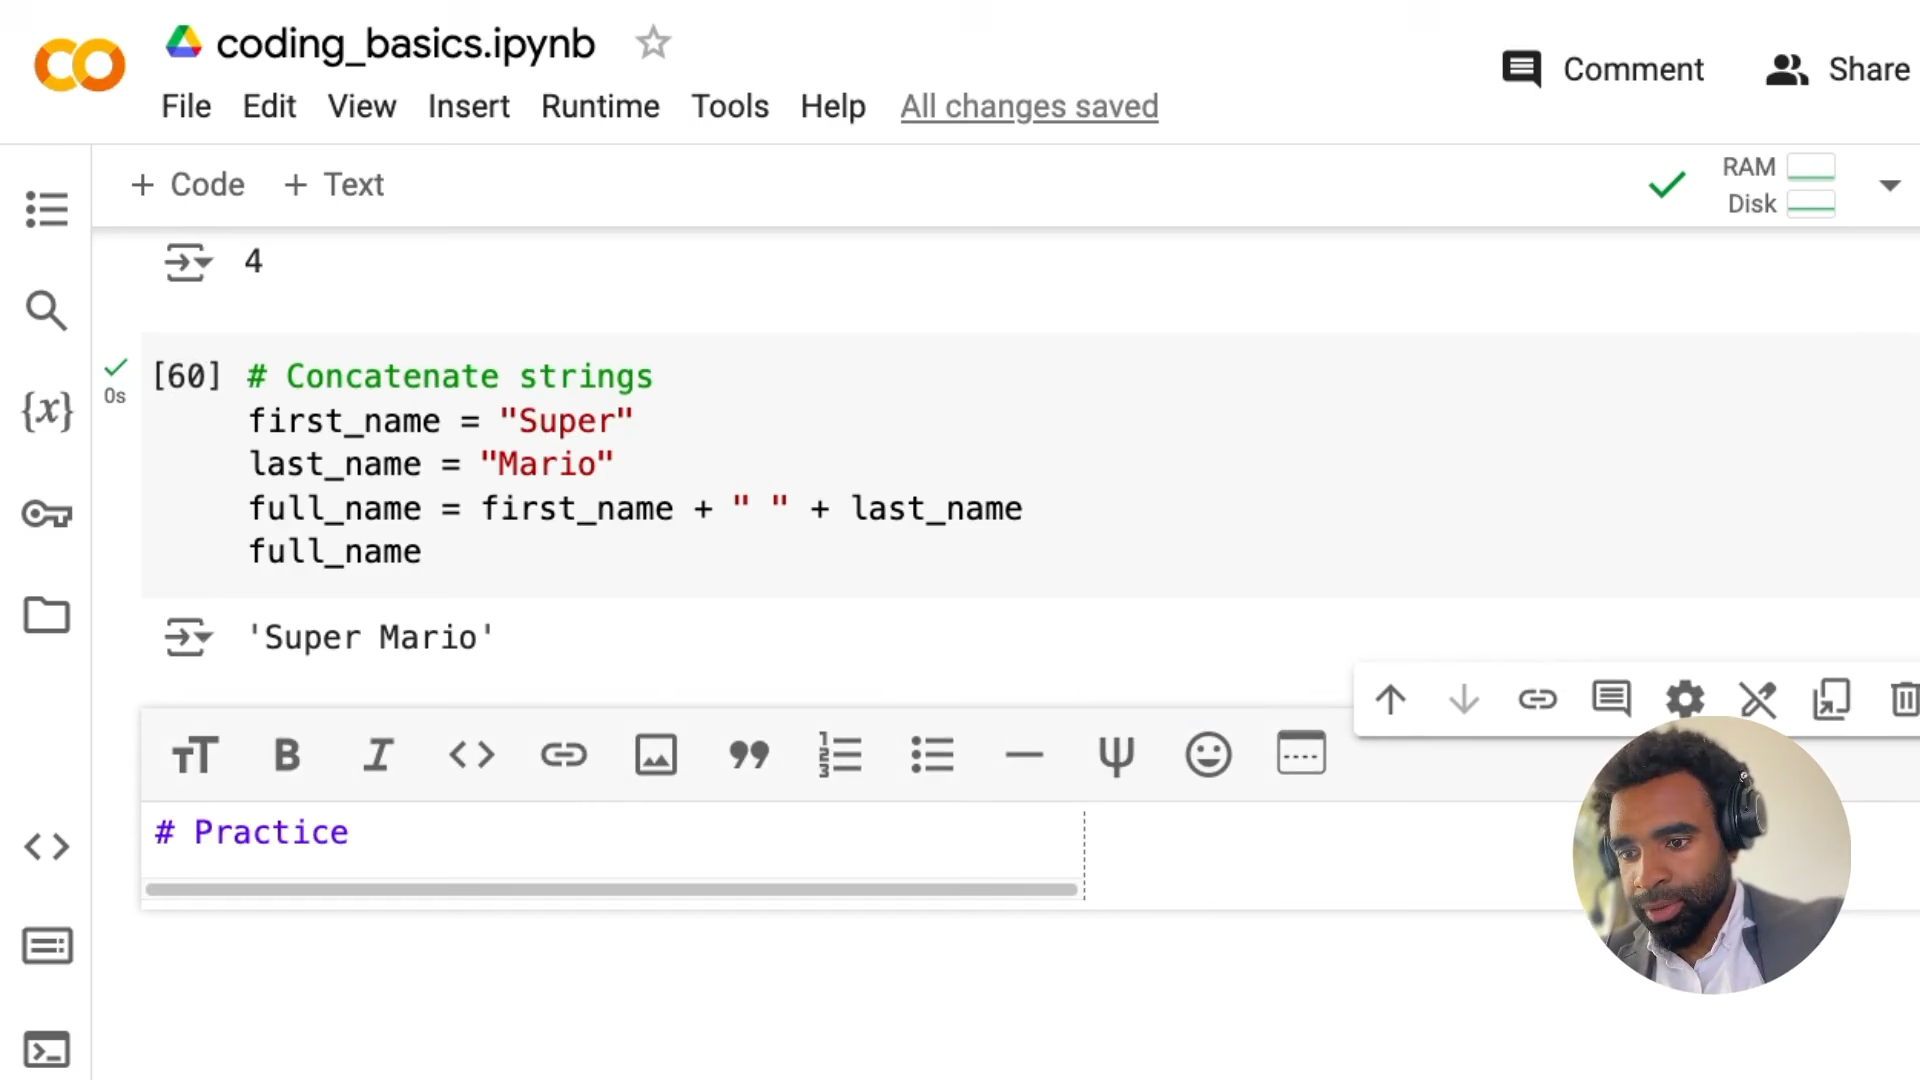 coding_basics.ipynb
Comment
Share
File Edit View Insert Runtime Tools Help All changes saved
+ Code + Text
RAM
Disk
4
0s
[60] # Concatenate strings
first_name = "Super"
last_name = "Mario"
full_name = first_name + " " + last_name
full_name
'Super Mario'
# Practice